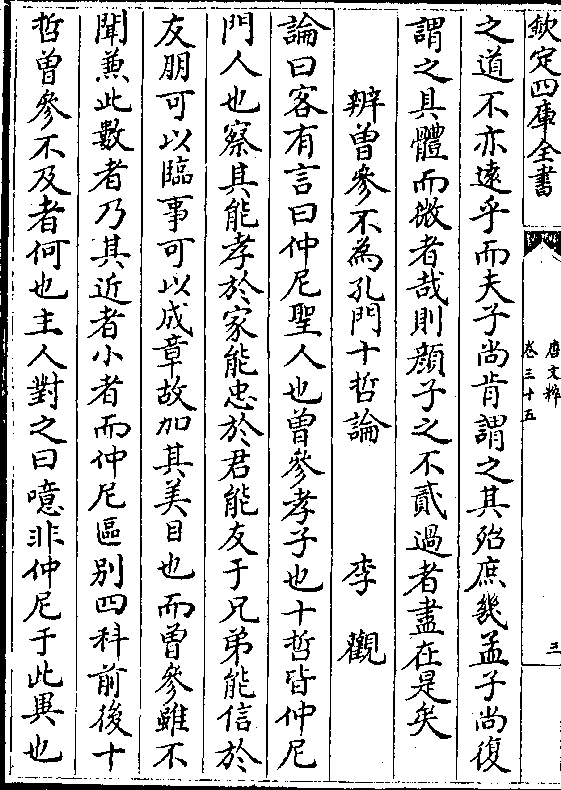 欽定四庫全書
唐文粹
卷三十五
三
之道不亦遠乎而夫子尚肯謂之其殆庶幾孟子尚復
謂之具體而微者哉則顔子之不貳過者盡在是矣
辨曾參不為孔門十哲論 李觀
論曰客有言曰仲尼聖人也曾參孝子也十哲皆仲尼
門人也察其能孝於家能忠於君能友于兄弟能信於
友朋可以臨事可以成章故加其美目也而曾參雖不
聞兼此數者乃其近者小者而仲尼區别四科前後十
哲曾參不及者何也主人對之曰噫非仲尼于此異也